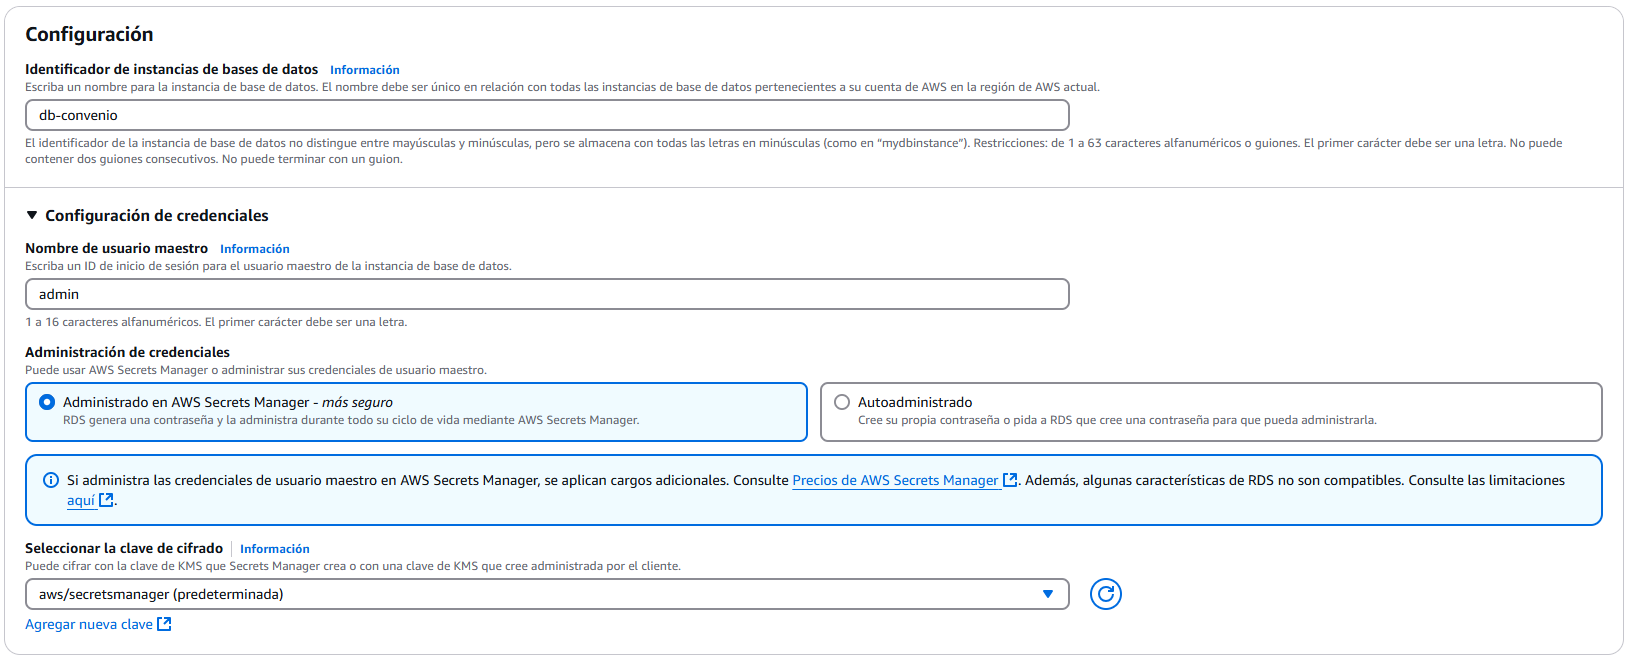 Configuración
Identificador de instancias de bases de datos Información
Escriba un nombre para la instancia de base de datos. El nombre debe ser único en relación con todas las instancias de base de datos pertenecientes a su cuenta de AWS en la región de AWS actual.
db-convenio
El identificador de la instancia de base de datos no distingue entre mayúsculas y minúsculas, pero se almacena con todas las letras en minúsculas (como en "mydbinstance"). Restricciones: de 1 a 63 caracteres alfanuméricos o guiones. El primer carácter debe ser una letra. No puede
contener dos guiones consecutivos. No puede terminar con un guion.
Configuración de credenciales
Nombre de usuario maestro Información
Escriba un ID de inicio de sesión para el usuario maestro de la instancia de base de datos.
admin
1 a 16 caracteres alfanuméricos. El primer carácter debe ser una letra.
Administración de credenciales
Puede usar AWS Secrets Manager o administrar sus credenciales de usuario maestro.
Administrado en AWS Secrets Manager - más seguro
RDS genera una contraseña y la administra durante todo su ciclo de vida mediante AWS Secrets Manager.
Autoadministrado
Cree su propia contraseña o pida a RDS que cree una contraseña para que pueda administrarla.
Si administra las credenciales de usuario maestro en AWS Secrets Manager, se aplican cargos adicionales. Consulte Precios de AWS Secrets Manager. Además, algunas características de RDS no son compatibles. Consulte las limitaciones
aquí.
Seleccionar la clave de cifrado Información
Puede cifrar con la clave de KMS que Secrets Manager crea o con una clave de KMS que cree administrada por el cliente.
aws/secretsmanager (predeterminada)
Agregar nueva clave